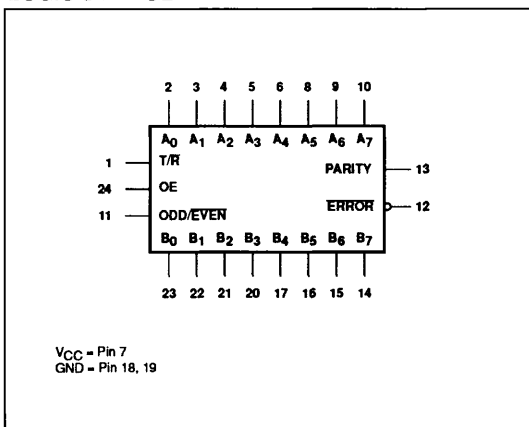 2 3 4 5 6 8 9 10
A0 A1 A2 A3 A4 A5 A6 A7
1 T/R̅ PARITY 13
24 OE E̅R̅R̅O̅R̅ 12
11 ODD/E̅V̅E̅N̅
B0 B1 B2 B3 B4 B5 B6 B7
23 22 21 20 17 16 15 14
VCC = Pin 7
GND = Pin 18, 19